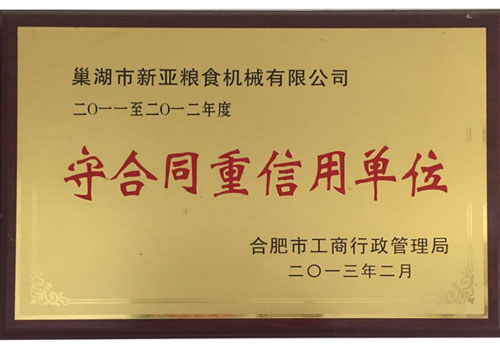 巢湖市新亚粮食机械有限公司
二〇一一至二〇一二年度
守合同重信用单位
合肥市工商行政管理局
二〇一三年二月